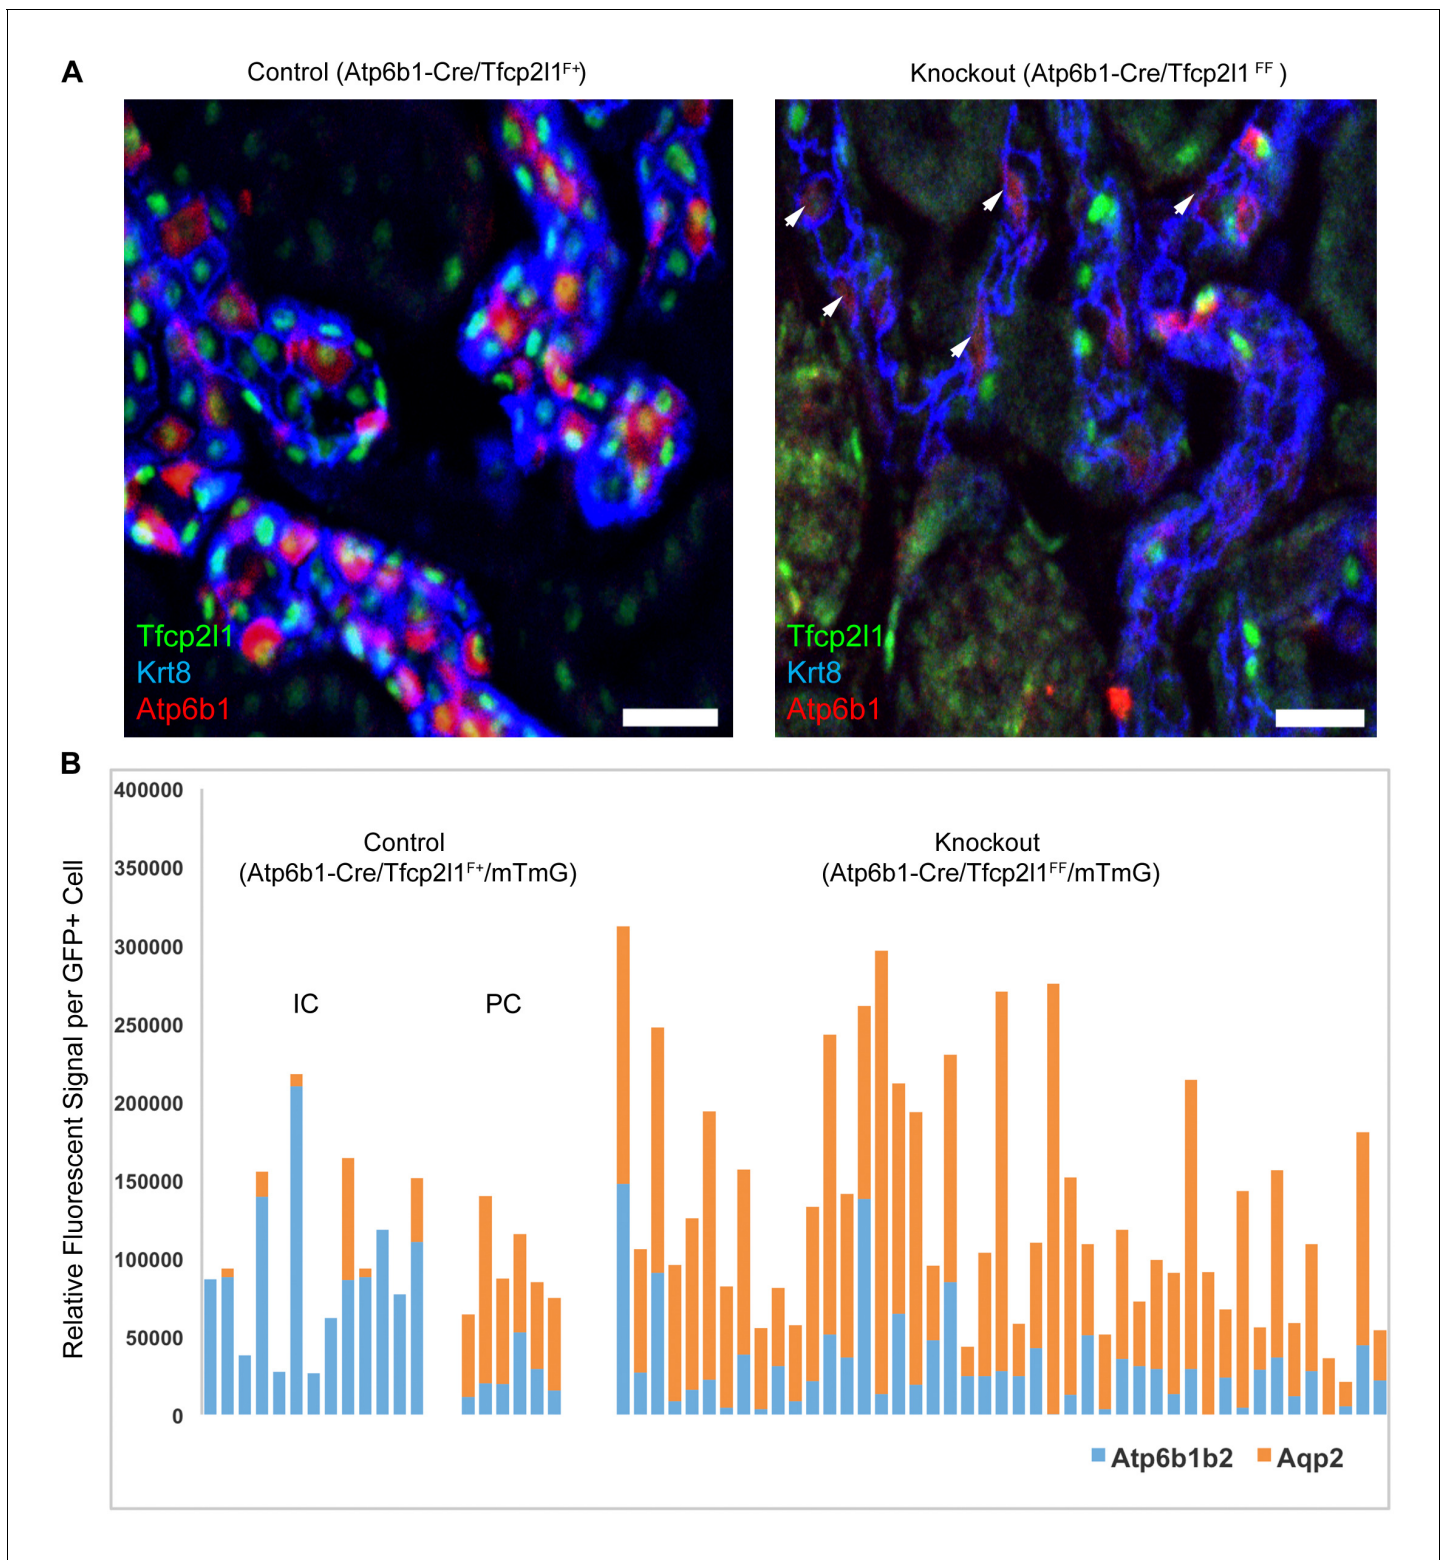 A
Control (Atp6b1-Cre/Tfcp2l1F+)
Knockout (Atp6b1-Cre/Tfcp2l1 FF )
Tfcp2l1
Krt8
Atp6b1
Tfcp2l1
Krt8
Atp6b1
B
Relative Fluorescent Signal per GFP+ Cell
400000
350000
300000
250000
200000
150000
100000
50000
0
Control
(Atp6b1-Cre/Tfcp2l1F+/mTmG)
Knockout
(Atp6b1-Cre/Tfcp2l1FF/mTmG)
IC
PC
Atp6b1b2
Aqp2